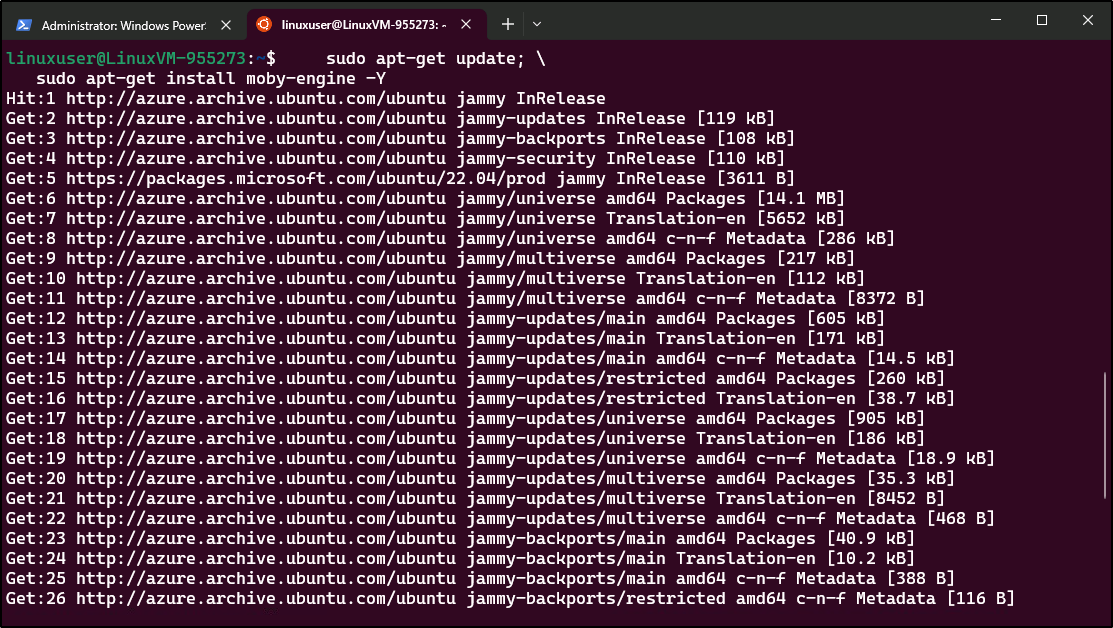 Administrator: Windows Power
linuxuser@LinuxVM-955273: ~
linuxuser@LinuxVM-955273:~$     sudo apt-get update; \
   sudo apt-get install moby-engine -Y
Hit:1 http://azure.archive.ubuntu.com/ubuntu jammy InRelease
Get:2 http://azure.archive.ubuntu.com/ubuntu jammy-updates InRelease [119 kB]
Get:3 http://azure.archive.ubuntu.com/ubuntu jammy-backports InRelease [108 kB]
Get:4 http://azure.archive.ubuntu.com/ubuntu jammy-security InRelease [110 kB]
Get:5 https://packages.microsoft.com/ubuntu/22.04/prod jammy InRelease [3611 B]
Get:6 http://azure.archive.ubuntu.com/ubuntu jammy/universe amd64 Packages [14.1 MB]
Get:7 http://azure.archive.ubuntu.com/ubuntu jammy/universe Translation-en [5652 kB]
Get:8 http://azure.archive.ubuntu.com/ubuntu jammy/universe amd64 c-n-f Metadata [286 kB]
Get:9 http://azure.archive.ubuntu.com/ubuntu jammy/multiverse amd64 Packages [217 kB]
Get:10 http://azure.archive.ubuntu.com/ubuntu jammy/multiverse Translation-en [112 kB]
Get:11 http://azure.archive.ubuntu.com/ubuntu jammy/multiverse amd64 c-n-f Metadata [8372 B]
Get:12 http://azure.archive.ubuntu.com/ubuntu jammy-updates/main amd64 Packages [605 kB]
Get:13 http://azure.archive.ubuntu.com/ubuntu jammy-updates/main Translation-en [171 kB]
Get:14 http://azure.archive.ubuntu.com/ubuntu jammy-updates/main amd64 c-n-f Metadata [14.5 kB]
Get:15 http://azure.archive.ubuntu.com/ubuntu jammy-updates/restricted amd64 Packages [260 kB]
Get:16 http://azure.archive.ubuntu.com/ubuntu jammy-updates/restricted Translation-en [38.7 kB]
Get:17 http://azure.archive.ubuntu.com/ubuntu jammy-updates/universe amd64 Packages [905 kB]
Get:18 http://azure.archive.ubuntu.com/ubuntu jammy-updates/universe Translation-en [186 kB]
Get:19 http://azure.archive.ubuntu.com/ubuntu jammy-updates/universe amd64 c-n-f Metadata [18.9 kB]
Get:20 http://azure.archive.ubuntu.com/ubuntu jammy-updates/multiverse amd64 Packages [35.3 kB]
Get:21 http://azure.archive.ubuntu.com/ubuntu jammy-updates/multiverse Translation-en [8452 B]
Get:22 http://azure.archive.ubuntu.com/ubuntu jammy-updates/multiverse amd64 c-n-f Metadata [468 B]
Get:23 http://azure.archive.ubuntu.com/ubuntu jammy-backports/main amd64 Packages [40.9 kB]
Get:24 http://azure.archive.ubuntu.com/ubuntu jammy-backports/main Translation-en [10.2 kB]
Get:25 http://azure.archive.ubuntu.com/ubuntu jammy-backports/main amd64 c-n-f Metadata [388 B]
Get:26 http://azure.archive.ubuntu.com/ubuntu jammy-backports/restricted amd64 c-n-f Metadata [116 B]